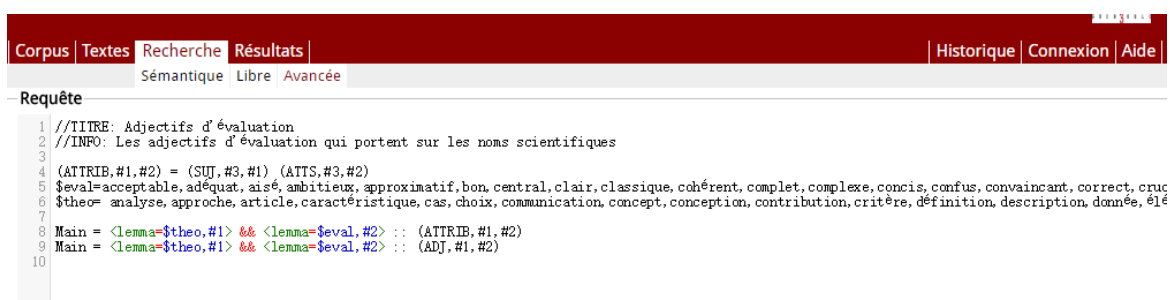 Corpus Textes Recherche Résultats Historique Connexion Aide
Sémantique Libre Avancée
Requête
1 //TITRE: Adjectifs d'évaluation
2 //INFO: Les adjectifs d'évaluation qui portent sur les noms scientifiques
3
4 (ATTRIB,#1,#2) = (SUJ,#3,#1) (ATTS,#3,#2)
5 $eval=acceptable,adéquat,aisé,ambitieux,approximatif,bon,central,clair,classique,cohérent,complet,complexe,concis,confus,convaincant,correct,cruc
6 $theo= analyse,approche,article,caractéristique,cas,choix,communication,concept,conception,contribution,critère,définition,description,donnée,élé
7
8 Main = <lemma=$theo,#1> && <lemma=$eval,#2> :: (ATTRIB,#1,#2)
9 Main = <lemma=$theo,#1> && <lemma=$eval,#2> :: (ADJ,#1,#2)
10